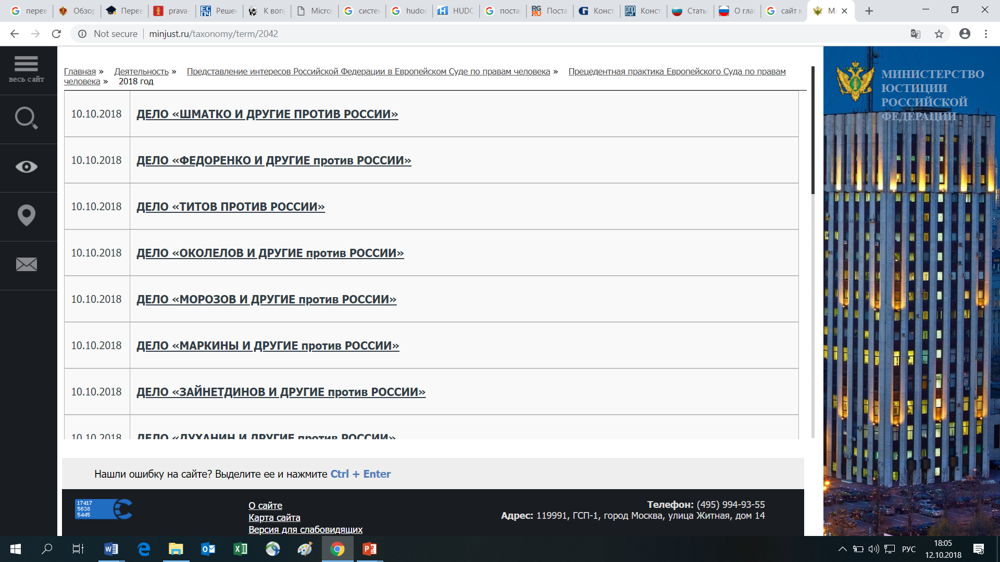 перев
Обзор
Перев
prava-
Решен
К вопр
Micros
систем
hudoc
HUDO
поста
Поста
Конст
Конст
Стать
О глав
сайт м
Ми
Not secure
minjust.ru/taxonomy/term/2042
весь сайт
Главная » Деятельность » Представление интересов Российской Федерации в Европейском Суде по правам человека » Прецедентная практика Европейского Суда по правам
человека » 2018 год
10.10.2018 ДЕЛО «ШМАТКО И ДРУГИЕ ПРОТИВ РОССИИ»
10.10.2018 ДЕЛО «ФЕДОРЕНКО И ДРУГИЕ против РОССИИ»
10.10.2018 ДЕЛО «ТИТОВ ПРОТИВ РОССИИ»
10.10.2018 ДЕЛО «ОКОЛЕЛОВ И ДРУГИЕ против РОССИИ»
10.10.2018 ДЕЛО «МОРОЗОВ И ДРУГИЕ против РОССИИ»
10.10.2018 ДЕЛО «МАРКИНЫ И ДРУГИЕ против РОССИИ»
10.10.2018 ДЕЛО «ЗАЙНЕТДИНОВ И ДРУГИЕ против РОССИИ»
10.10.2018 ДЕЛО «ДУХАНИН И ДРУГИЕ против РОССИИ»
МИНИСТЕРСТВО
ЮСТИЦИИ
РОССИЙСКОЙ
ФЕДЕРАЦИИ
Нашли ошибку на сайте? Выделите ее и нажмите Ctrl + Enter
17417
5638
5445
О сайте
Карта сайта
Версия для слабовидящих
Телефон: (495) 994-93-55
Адрес: 119991, ГСП-1, город Москва, улица Житная, дом 14
РУС
18:05
12.10.2018